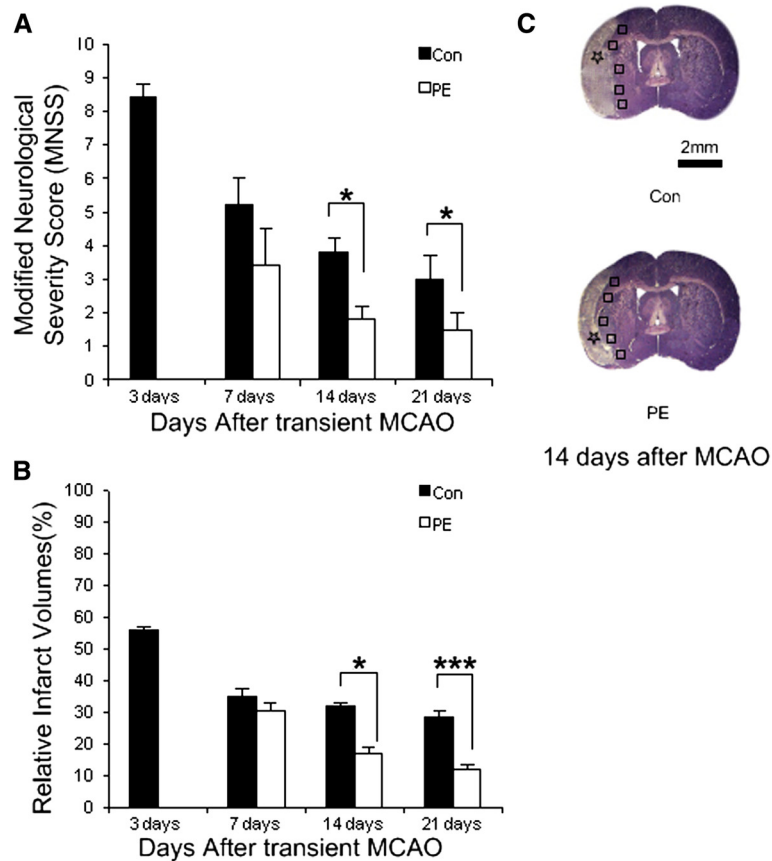 A
Modified Neurological
Severity Score (MNSS)
10
9
8
7
6
5
4
3
2
1
0
Con
PE
*
*
3 days
7 days
14 days
21 days
Days After transient MCAO
B
Relative Infarct Volumes(%)
100
90
80
70
60
50
40
30
20
10
0
Con
PE
*
***
3 days
7 days
14 days
21 days
Days After transient MCAO
C
2mm
Con
PE
14 days after MCAO